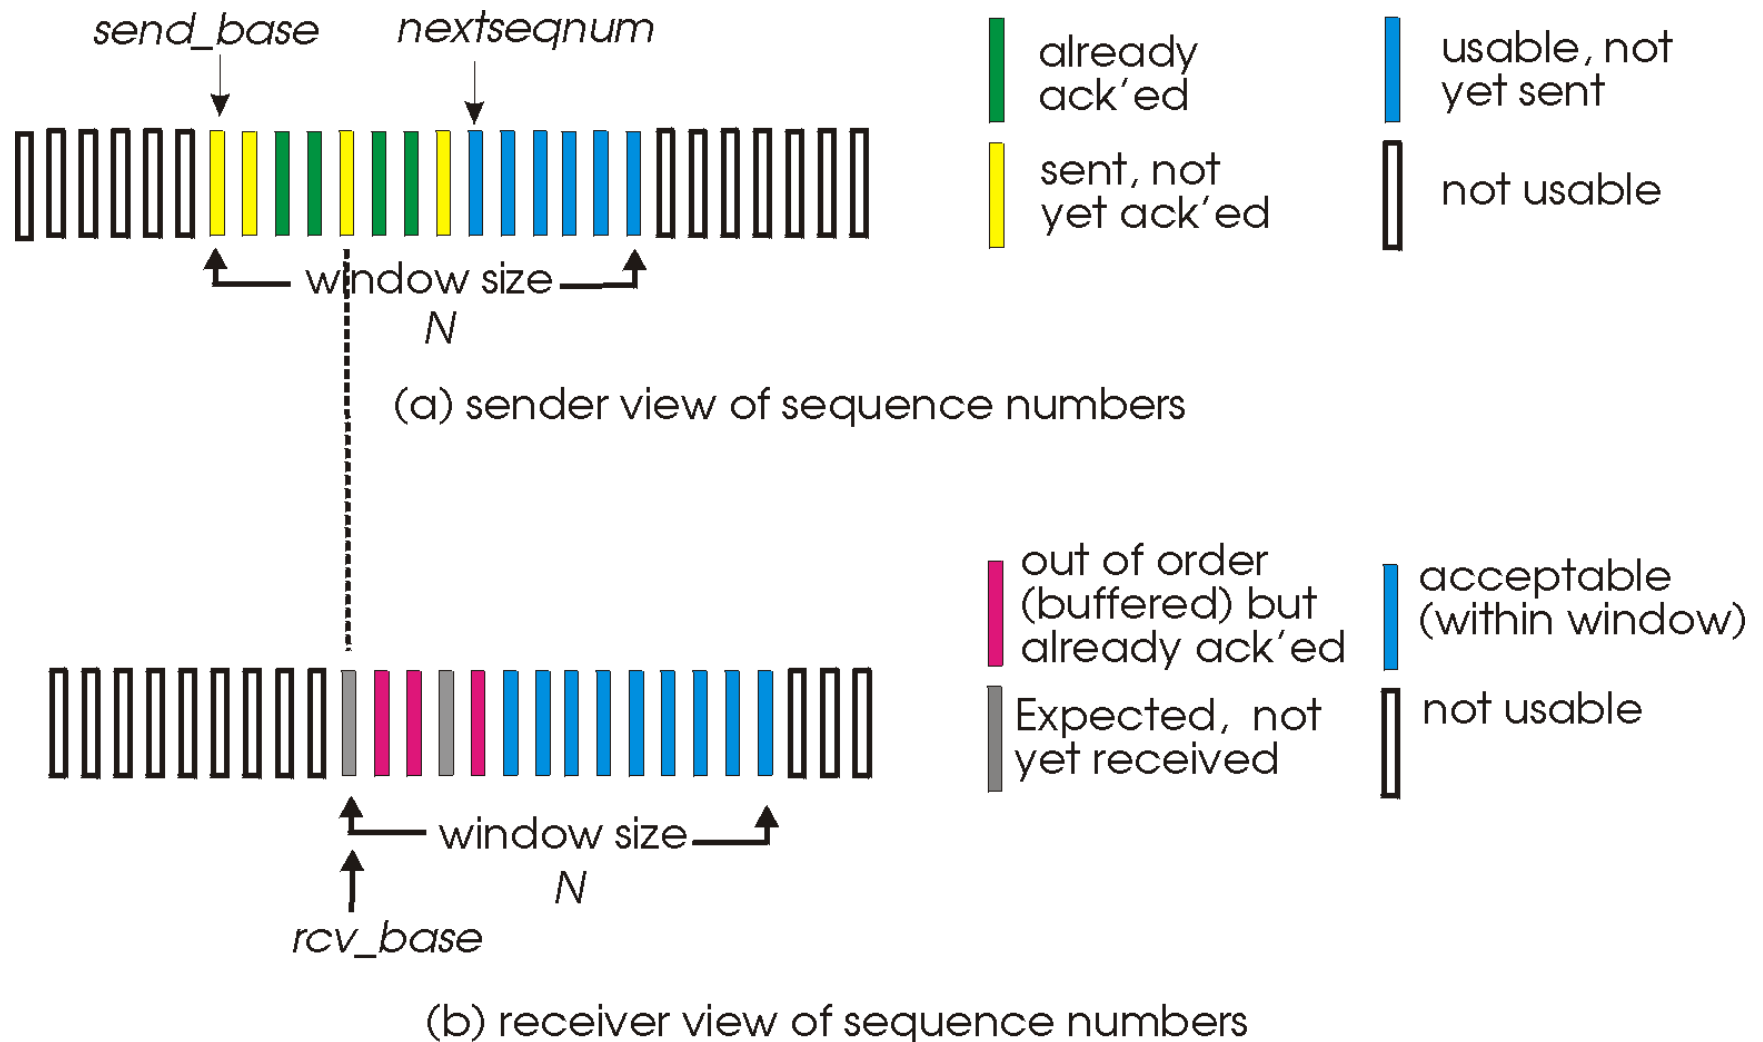 send_base
nextseqnum
already
ack'ed
usable, not
yet sent
sent, not
yet ack'ed
not usable
window size
N
(a) sender view of sequence numbers
out of order
(buffered) but
already ack'ed
acceptable
(within window)
Expected, not
yet received
not usable
window size
N
rcv_base
(b) receiver view of sequence numbers